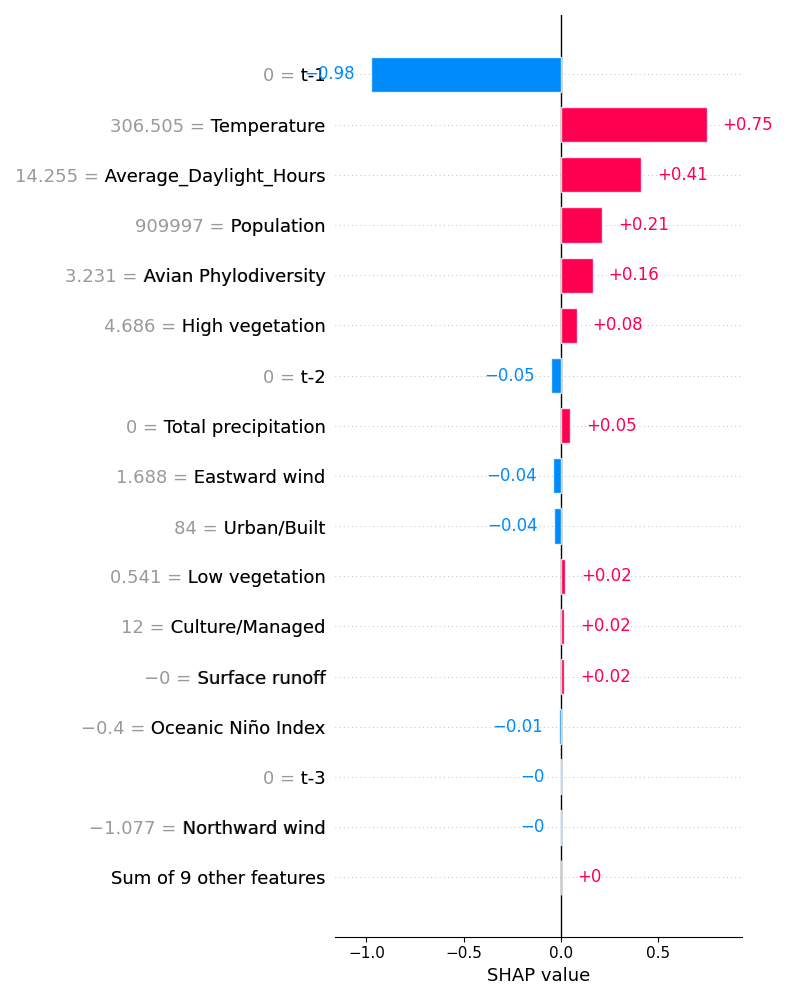 0 = t-1 −0.98
306.505 = Temperature +0.75
14.255 = Average_Daylight_Hours +0.41
909997 = Population +0.21
3.231 = Avian Phylodiversity +0.16
4.686 = High vegetation +0.08
0 = t-2 −0.05
0 = Total precipitation +0.05
1.688 = Eastward wind −0.04
84 = Urban/Built −0.04
0.541 = Low vegetation +0.02
12 = Culture/Managed +0.02
−0 = Surface runoff +0.02
−0.4 = Oceanic Niño Index −0.01
0 = t-3 −0
−1.077 = Northward wind −0
Sum of 9 other features +0
−1.0 −0.5 0.0 0.5
SHAP value